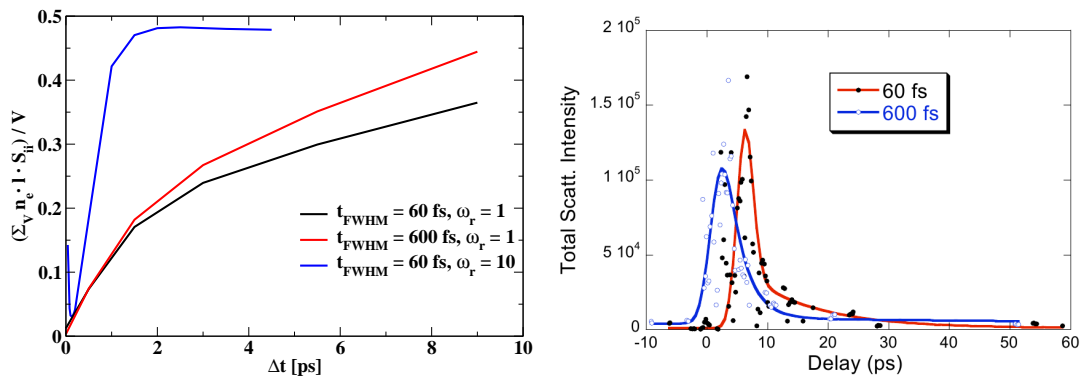 0.5
0.4
0.3
0.2
0.1
0
0 2 4 6 8 10
(Σ_V n_e · l · S_ii) / V
Δt [ps]
t_FWHM = 60 fs, ω_r = 1
t_FWHM = 600 fs, ω_r = 1
t_FWHM = 60 fs, ω_r = 10
2 10^5
1.5 10^5
1 10^5
5 10^4
0
-10 0 10 20 30 40 50 60
Total Scatt. Intensity
Delay (ps)
60 fs
600 fs